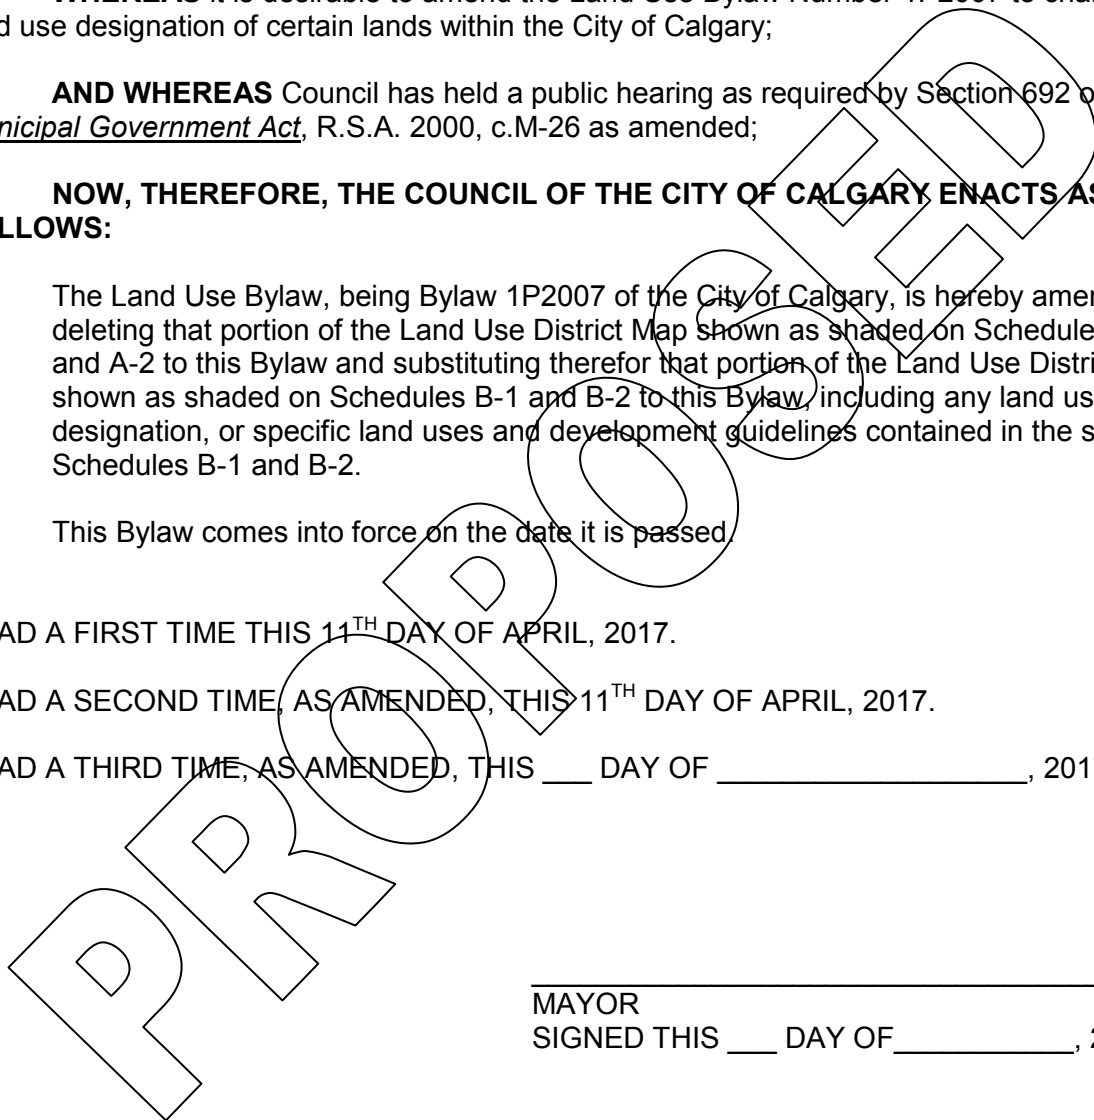 WHEREAS it is desirable to amend the Land Use Bylaw Number 1P2007 to
d use designation of certain lands within the City of Calgary;
AND WHEREAS Council has held a public hearing as required by Section 692
nicipal Government Act, R.S.A. 2000, c.M-26 as amended;
NOW, THEREFORE, THE COUNCIL OF THE CITY OF CALGARY ENACTS AS
LLOWS:
The Land Use Bylaw, being Bylaw 1P2007 of the City of Calgary, is hereby amen
deleting that portion of the Land Use District Map shown as shaded on Schedule
and A-2 to this Bylaw and substituting therefor that portion of the Land Use Distri
shown as shaded on Schedules B-1 and B-2 to this Bylaw, including any land us
designation, or specific land uses and development guidelines contained in the s
Schedules B-1 and B-2.
This Bylaw comes into force on the date it is passed.
AD A FIRST TIME THIS 11TH DAY OF APRIL, 2017.
AD A SECOND TIME, AS AMENDED, THIS 11TH DAY OF APRIL, 2017.
AD A THIRD TIME, AS AMENDED, THIS ___ DAY OF ___________________, 201
MAYOR
SIGNED THIS ___ DAY OF___________, 2
PROPOSED